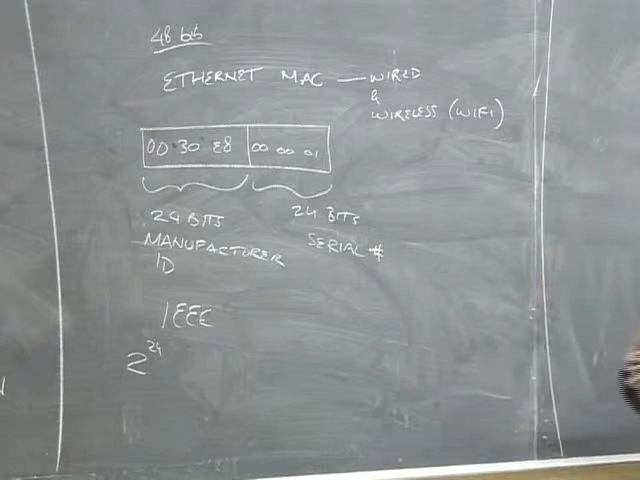 48 bit
ETHERNET MAC — WIRED
&
WIRELESS (WIFI)
00 30 E8 00 00 01
24 BITS 24 BITS
MANUFACTURER SERIAL #
ID
IEEE
2^24